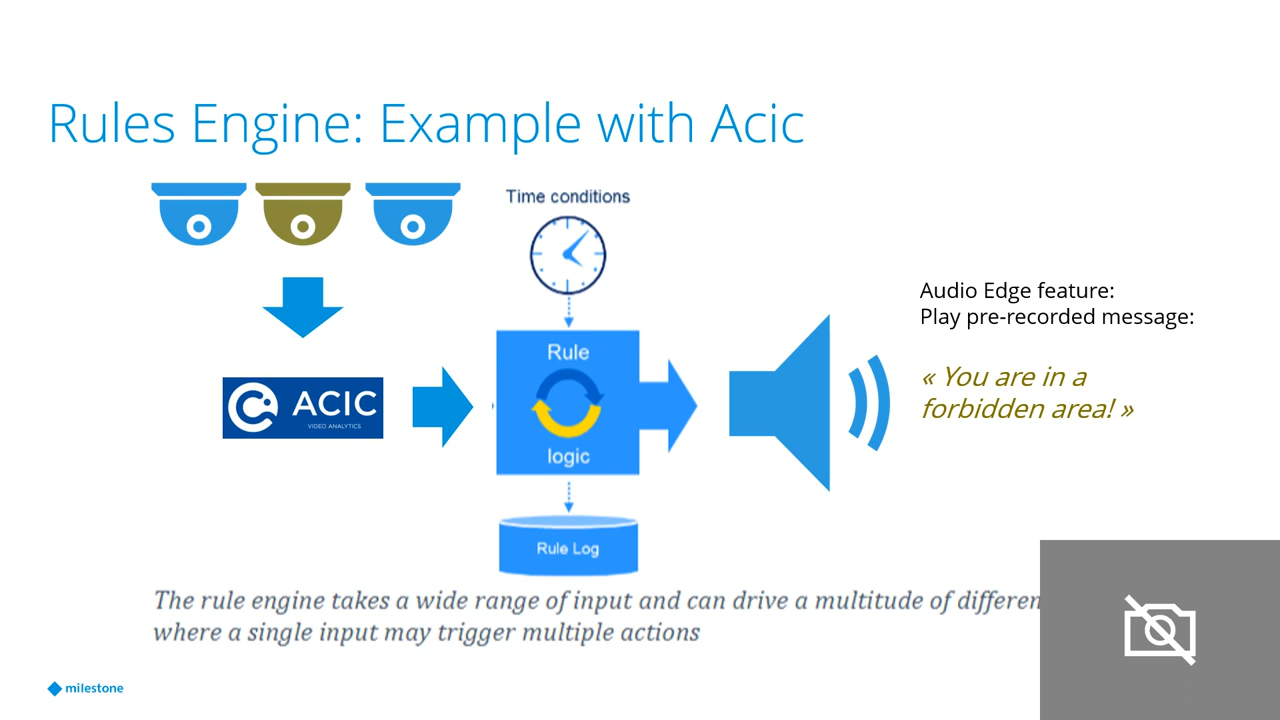 Rules Engine: Example with Acic
Time conditions
Rule
logic
ACIC
VIDEO ANALYTICS
Rule Log
Audio Edge feature:
Play pre-recorded message:
« You are in a
forbidden area! »
The rule engine takes a wide range of input and can drive a multitude of
where a single input may trigger multiple actions
milestone